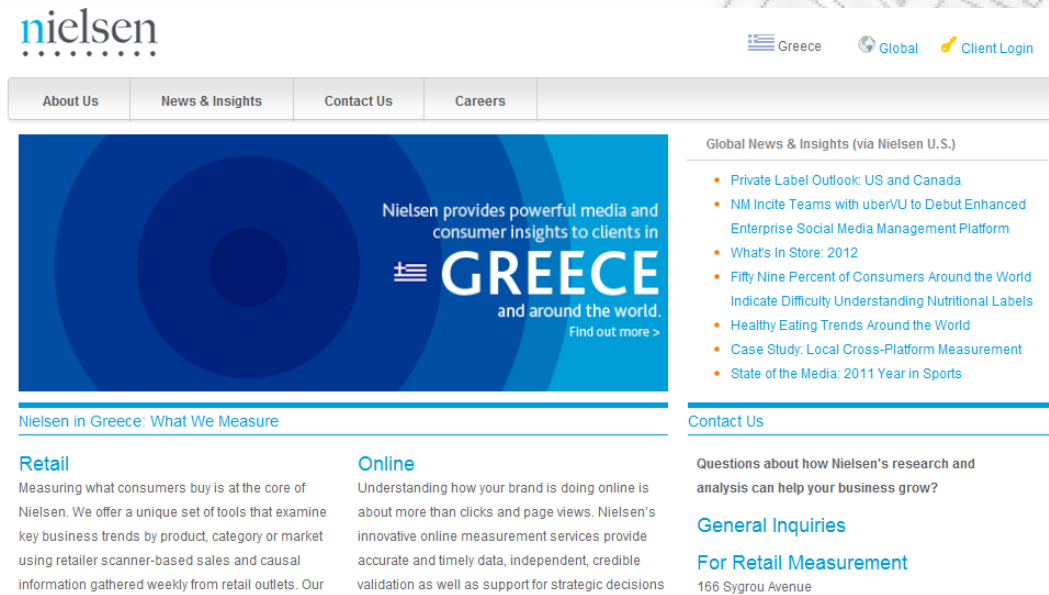 nielsen
Greece
Global
Client Login
About Us
News & Insights
Contact Us
Careers
Nielsen provides powerful media and
consumer insights to clients in
GREECE
and around the world.
Find out more >
Global News & Insights (via Nielsen U.S.)
Private Label Outlook: US and Canada
NM Incite Teams with uberVU to Debut Enhanced
Enterprise Social Media Management Platform
What's In Store: 2012
Fifty Nine Percent of Consumers Around the World
Indicate Difficulty Understanding Nutritional Labels
Healthy Eating Trends Around the World
Case Study: Local Cross-Platform Measurement
State of the Media: 2011 Year in Sports
Nielsen in Greece: What We Measure
Retail
Measuring what consumers buy is at the core of
Nielsen. We offer a unique set of tools that examine
key business trends by product, category or market
using retailer scanner-based sales and causal
information gathered weekly from retail outlets. Our
Online
Understanding how your brand is doing online is
about more than clicks and page views. Nielsen's
innovative online measurement services provide
accurate and timely data, independent, credible
validation as well as support for strategic decisions
Contact Us
Questions about how Nielsen's research and
analysis can help your business grow?
General Inquiries
For Retail Measurement
166 Sygrou Avenue